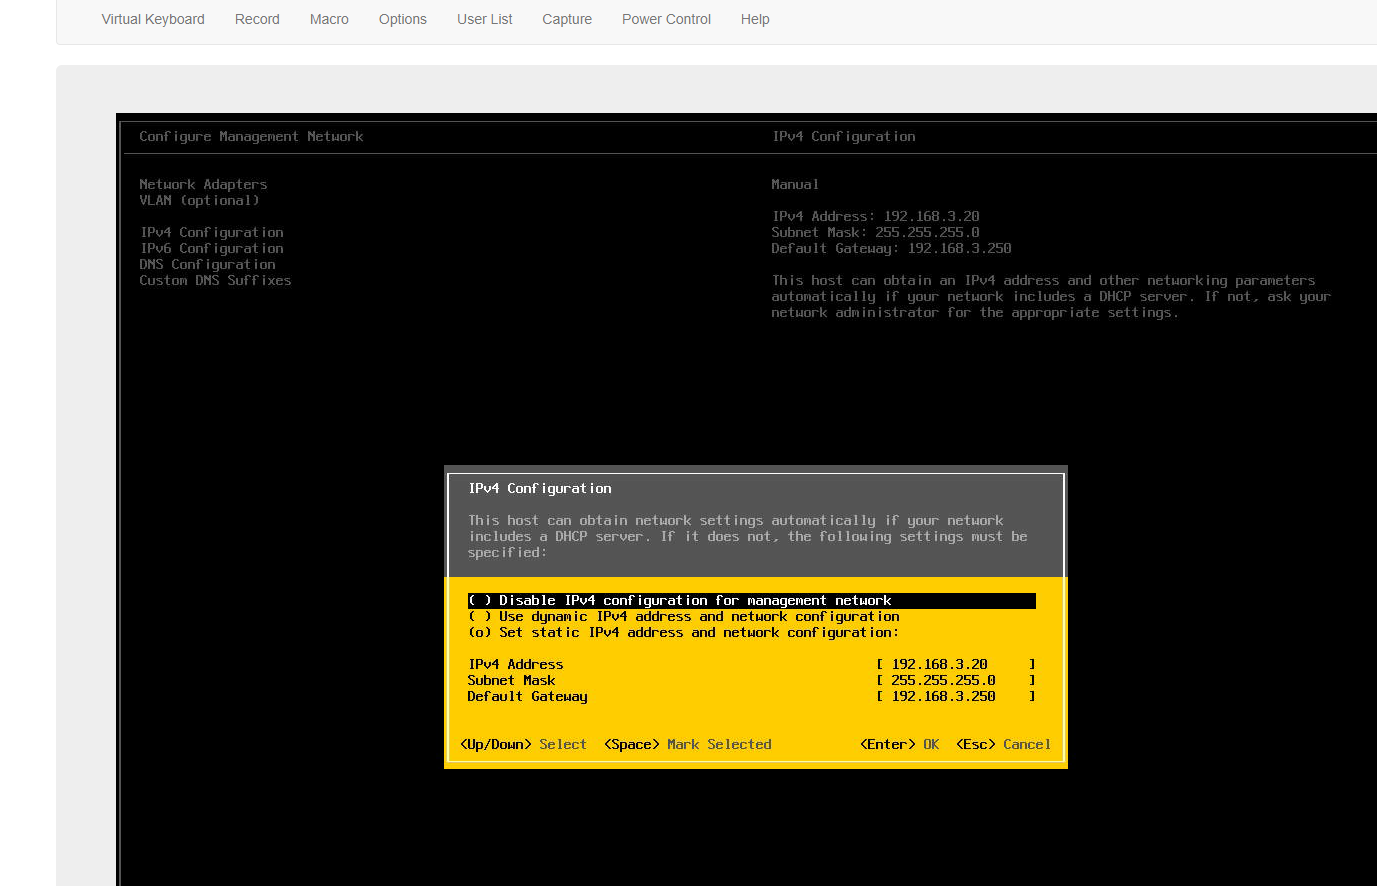 Virtual Keyboard Record Macro Options User List Capture Power Control Help
Configure Management Network
IPv4 Configuration
Network Adapters
VLAN (optional)
IPv4 Configuration
IPv6 Configuration
DNS Configuration
Custom DNS Suffixes
Manual
IPv4 Address: 192.168.3.20
Subnet Mask: 255.255.255.0
Default Gateway: 192.168.3.250
This host can obtain an IPv4 address and other networking parameters
automatically if your network includes a DHCP server. If not, ask your
network administrator for the appropriate settings.
IPv4 Configuration
This host can obtain network settings automatically if your network
includes a DHCP server. If it does not, the following settings must be
specified:
( ) Disable IPv4 configuration for management network
( ) Use dynamic IPv4 address and network configuration
(o) Set static IPv4 address and network configuration:
IPv4 Address [ 192.168.3.20 ]
Subnet Mask [ 255.255.255.0 ]
Default Gateway [ 192.168.3.250 ]
<Up/Down> Select <Space> Mark Selected <Enter> OK <Esc> Cancel